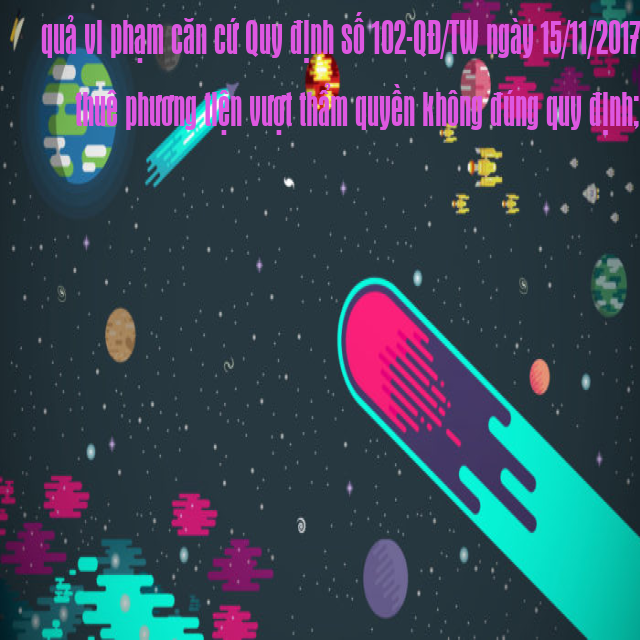 quả vi phạm căn cứ Quy định số 102-QĐ/TW ngày 15/11/2017
thuê phương tiện vượt thẩm quyền không đúng quy định;